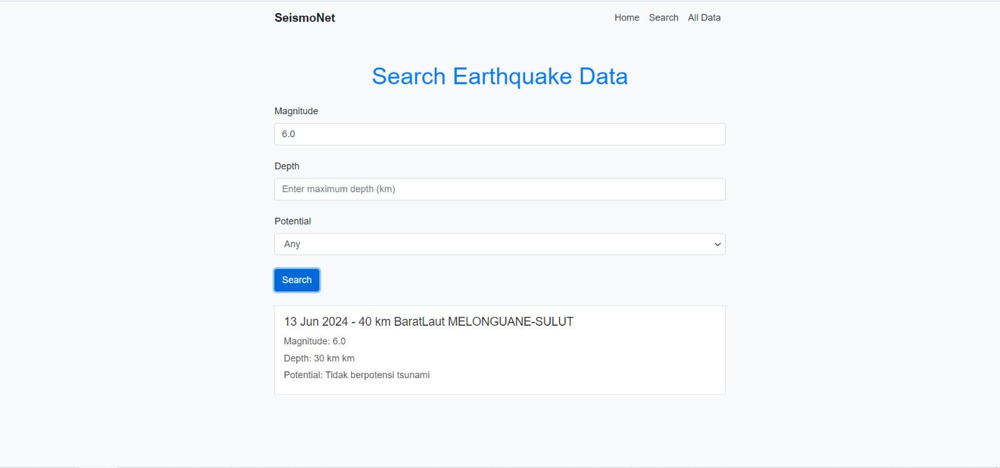 SeismoNet
Home Search All Data
Search Earthquake Data
Magnitude
6.0
Depth
Enter maximum depth (km)
Potential
Any
Search
13 Jun 2024 - 40 km BaratLaut MELONGUANE-SULUT
Magnitude: 6.0
Depth: 30 km km
Potential: Tidak berpotensi tsunami